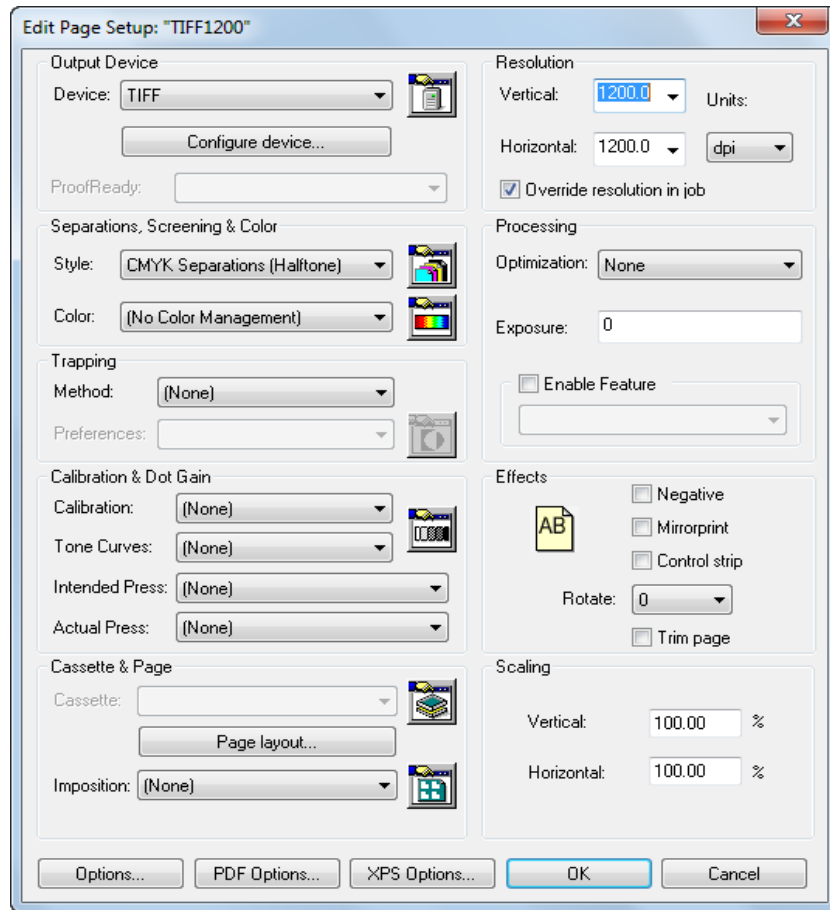 Edit Page Setup: "TIFF1200"
Output Device
Device: TIFF
Configure device...
ProofReady:
Resolution
Vertical: 1200.0 Units:
Horizontal: 1200.0 dpi
Override resolution in job
Separations, Screening & Color
Style: CMYK Separations (Halftone)
Color: (No Color Management)
Processing
Optimization: None
Exposure: 0
Enable Feature
Trapping
Method: (None)
Preferences:
Calibration & Dot Gain
Calibration: (None)
Tone Curves: (None)
Intended Press: (None)
Actual Press: (None)
Effects
AB
Negative
Mirrorprint
Control strip
Rotate: 0
Trim page
Cassette & Page
Cassette:
Page layout...
Imposition: (None)
Scaling
Vertical: 100.00 %
Horizontal: 100.00 %
Options... PDF Options... XPS Options... OK Cancel